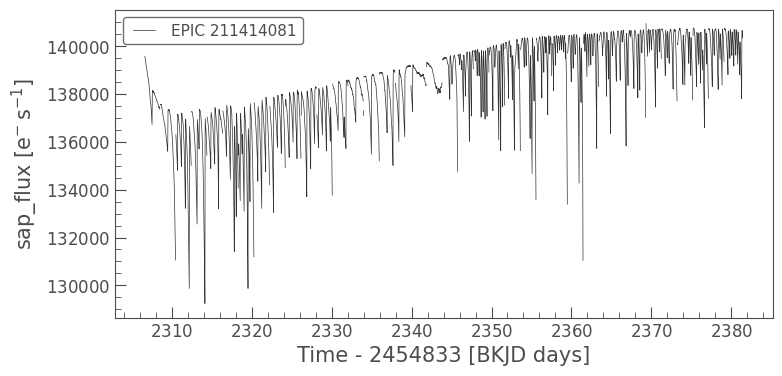 EPIC 211414081
sap_flux [e⁻ s⁻¹]
140000
138000
136000
134000
132000
130000
2310 2320 2330 2340 2350 2360 2370 2380
Time - 2454833 [BKJD days]